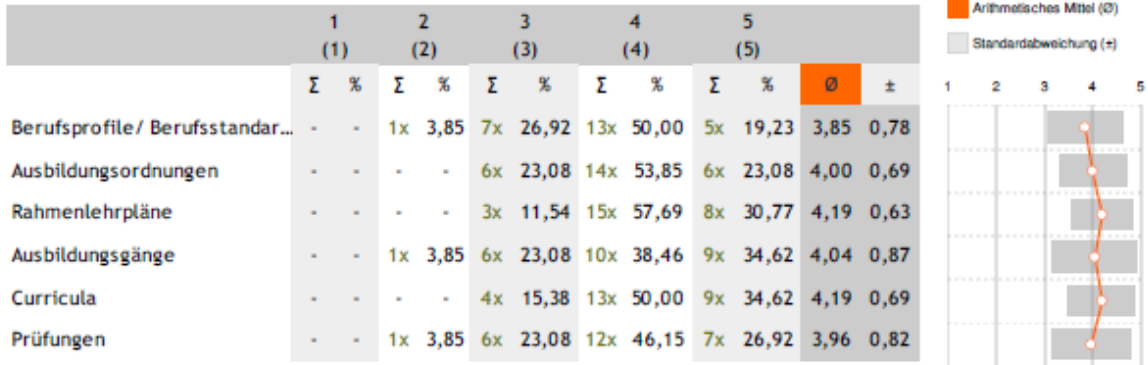 1 2 3 4 5
(1) (2) (3) (4) (5)
Σ % Σ % Σ % Σ % Σ % Ø ±
Berufsprofile/ Berufsstandar... - - 1x 3,85 7x 26,92 13x 50,00 5x 19,23 3,85 0,78
Ausbildungsordnungen - - - - 6x 23,08 14x 53,85 6x 23,08 4,00 0,69
Rahmenlehrpläne - - - - 3x 11,54 15x 57,69 8x 30,77 4,19 0,63
Ausbildungsgänge - - 1x 3,85 6x 23,08 10x 38,46 9x 34,62 4,04 0,87
Curricula - - - - 4x 15,38 13x 50,00 9x 34,62 4,19 0,69
Prüfungen - - 1x 3,85 6x 23,08 12x 46,15 7x 26,92 3,96 0,82
Arithmetisches Mittel (Ø)
Standardabweichung (±)
1 2 3 4 5